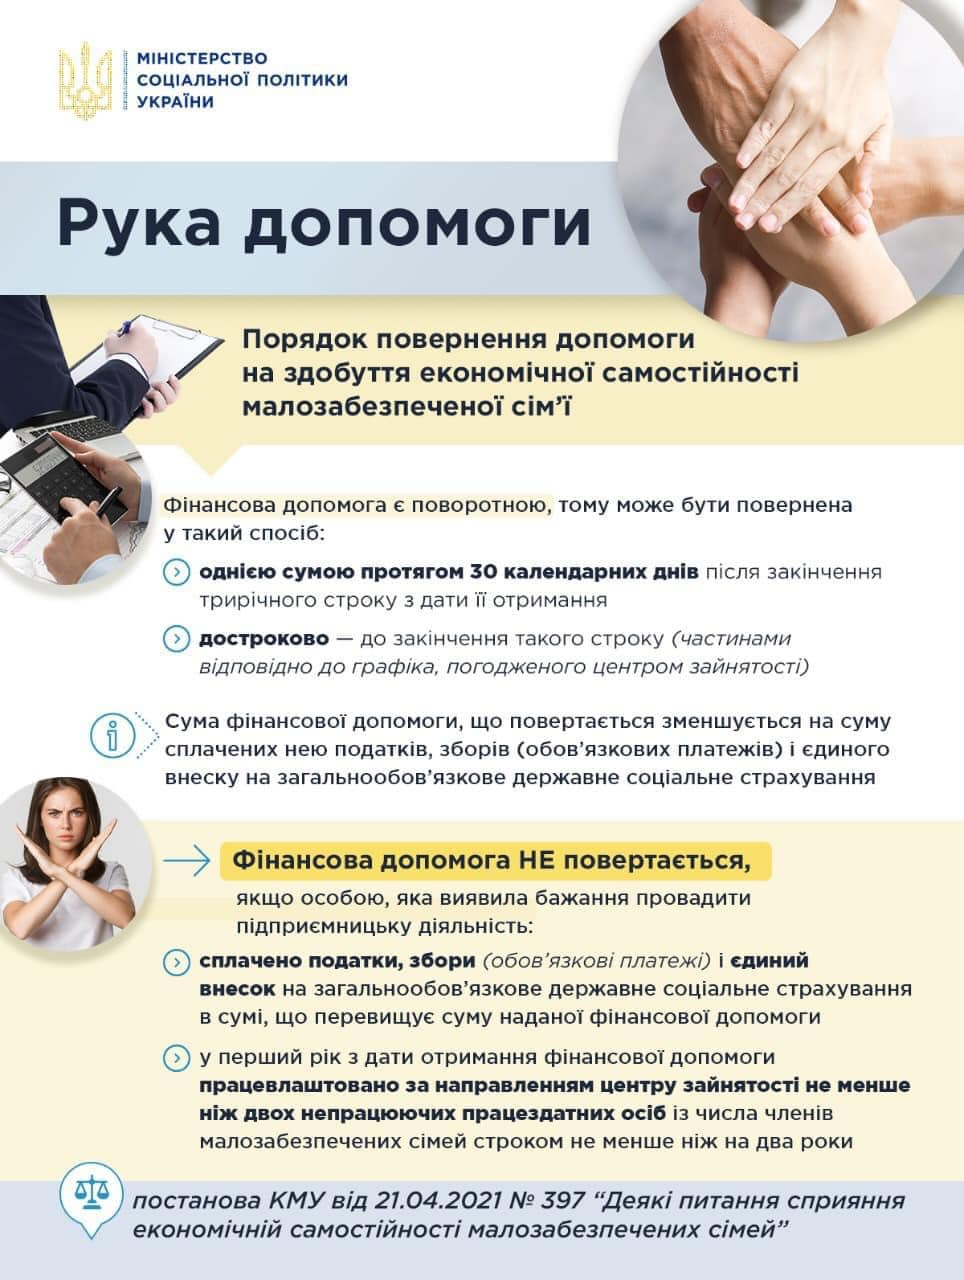 МІНІСТЕРСТВО
СОЦІАЛЬНОЇ ПОЛІТИКИ
УКРАЇНИ
Рука допомоги
Порядок повернення допомоги
на здобуття економічної самостійності
малозабезпеченої сім’ї
Фінансова допомога є поворотною, тому може бути повернена
у такий спосіб:
однією сумою протягом 30 календарних днів після закінчення
трирічного строку з дати її отримання
достроково — до закінчення такого строку (частинами
відповідно до графіка, погодженого центром зайнятості)
Сума фінансової допомоги, що повертається зменшується на суму
сплачених нею податків, зборів (обов’язкових платежів) і єдиного
внеску на загальнообов’язкове державне соціальне страхування
Фінансова допомога НЕ повертається,
якщо особою, яка виявила бажання провадити
підприємницьку діяльність:
сплачено податки, збори (обов’язкові платежі) і єдиний
внесок на загальнообов’язкове державне соціальне страхування
в сумі, що перевищує суму наданої фінансової допомоги
у перший рік з дати отримання фінансової допомоги
працевлаштовано за направленням центру зайнятості не менше
ніж двох непрацюючих працездатних осіб із числа членів
малозабезпечених сімей строком не менше ніж на два роки
постанова КМУ від 21.04.2021 № 397 “Деякі питання сприяння
економічній самостійності малозабезпечених сімей”